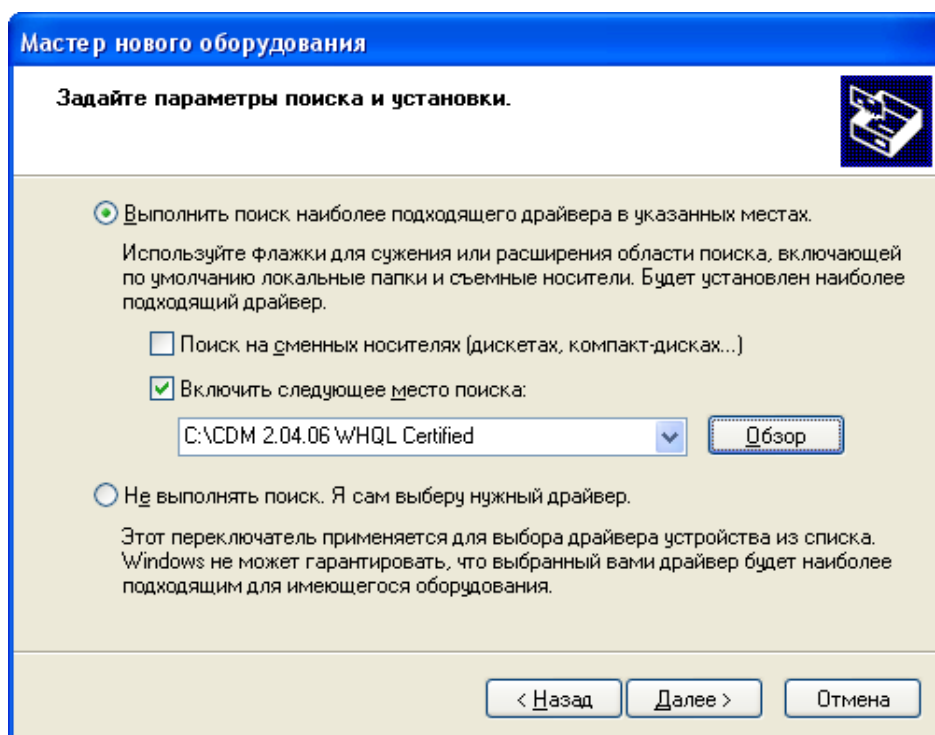 Мастер нового оборудования
Задайте параметры поиска и установки.
Выполнить поиск наиболее подходящего драйвера в указанных местах.
Используйте флажки для сужения или расширения области поиска, включающей
по умолчанию локальные папки и съемные носители. Будет установлен наиболее
подходящий драйвер.
Поиск на сменных носителях (дискетах, компакт-дисках...)
Включить следующее место поиска:
C:\CDM 2.04.06 WHQL Certified
Обзор
Не выполнять поиск. Я сам выберу нужный драйвер.
Этот переключатель применяется для выбора драйвера устройства из списка.
Windows не может гарантировать, что выбранный вами драйвер будет наиболее
подходящим для имеющегося оборудования.
< Назад Далее > Отмена